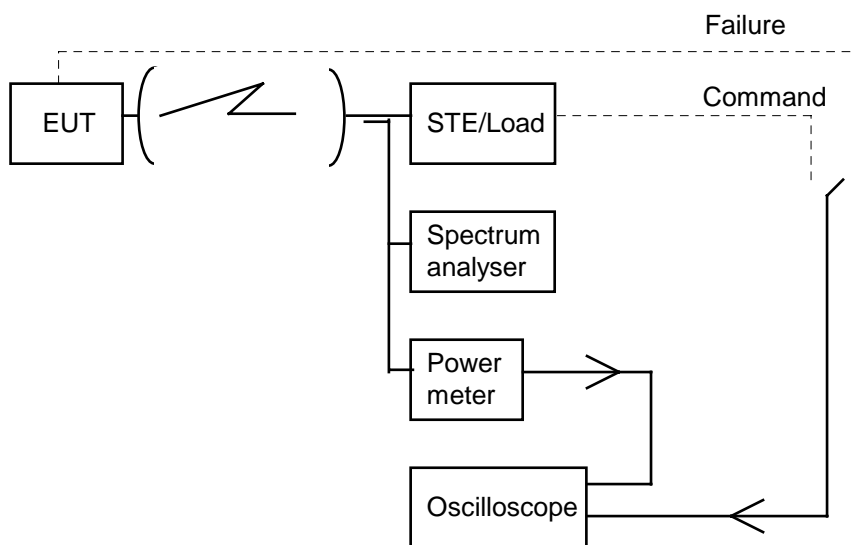 Failure
EUT
STE/Load
Command
Spectrum
analyser
Power
meter
Oscilloscope